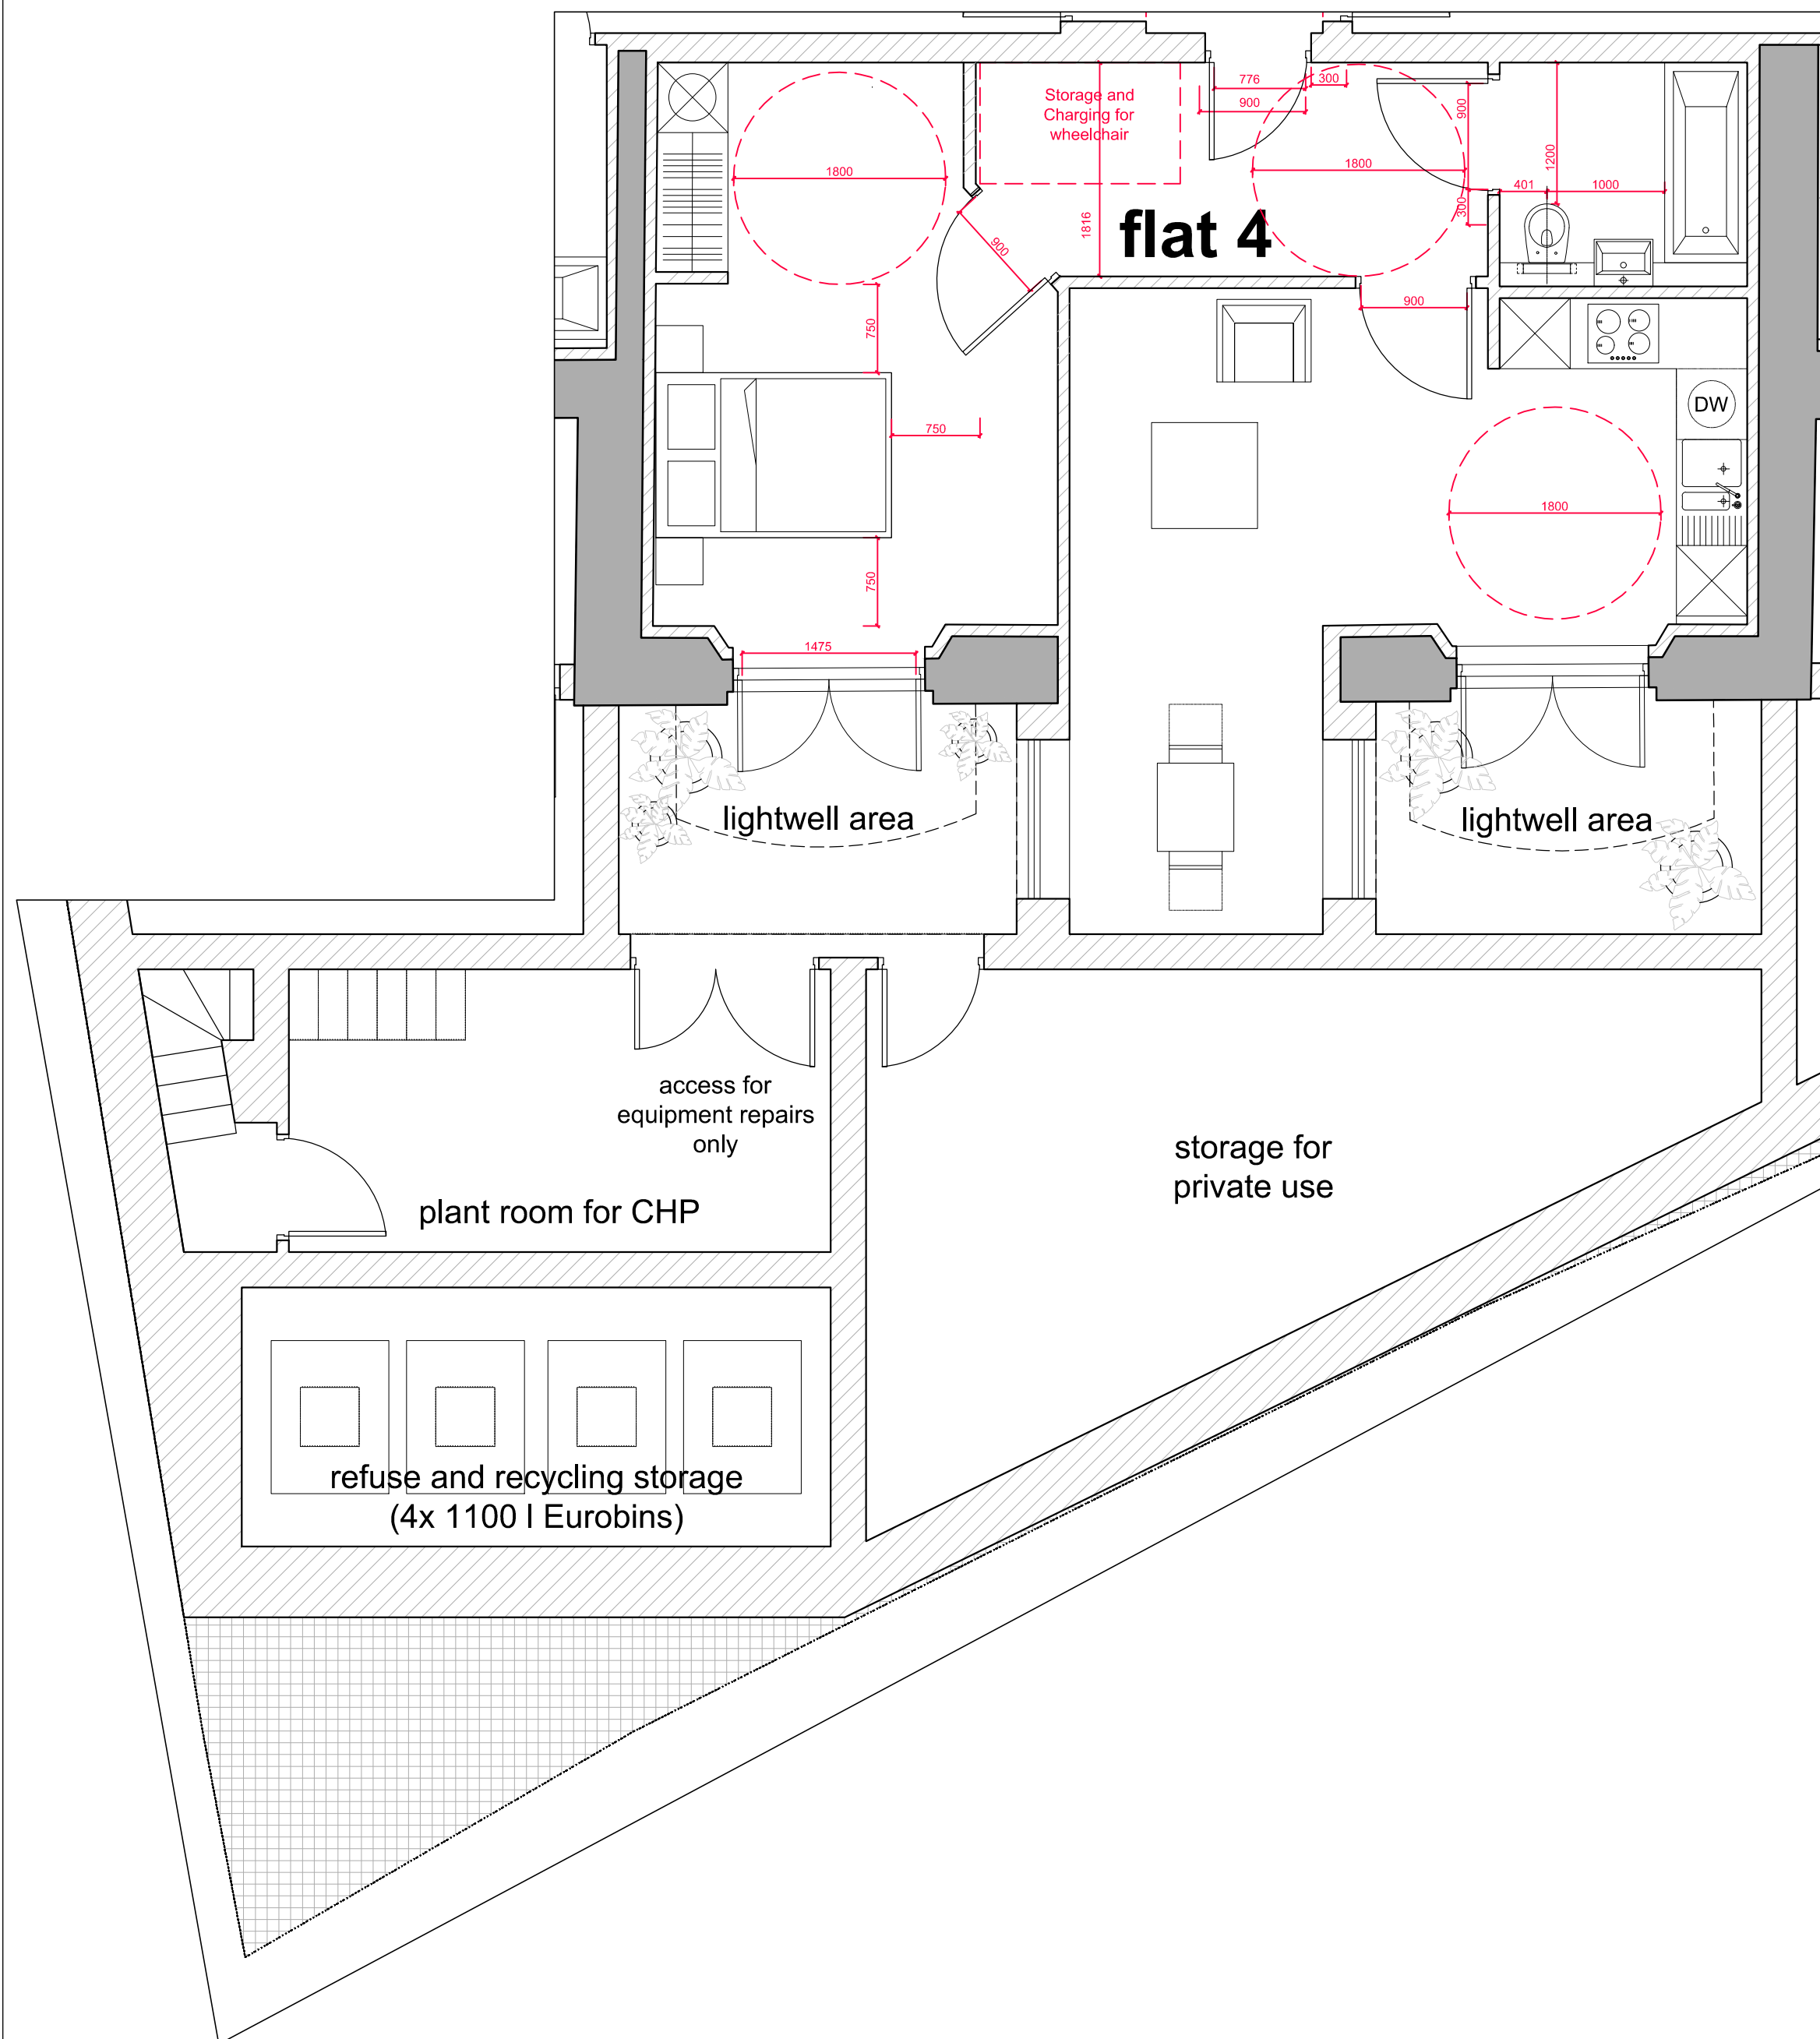 776
300
Storage and
Charging for
wheelchair
900
900
1800
1800
1200
401
1000
1816
300
flat 4
900
900
750
DW
750
1800
750
1475
lightwell area
lightwell area
access for
equipment repairs
only
storage for
private use
plant room for CHP
refuse and recycling storage
(4x 1100 l Eurobins)